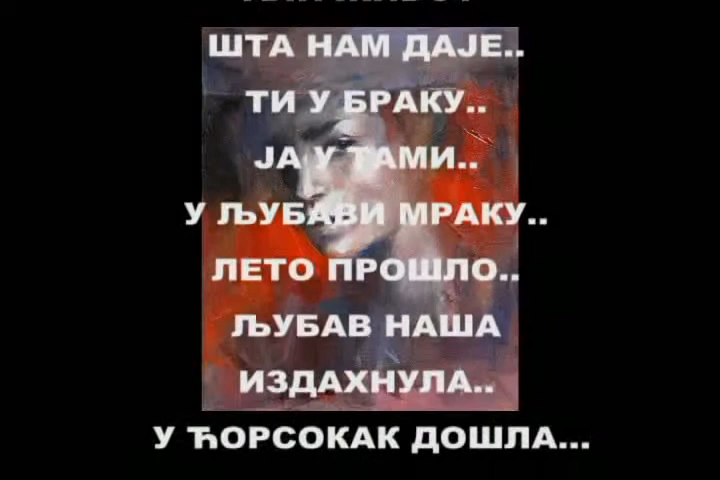 ШТА НАМ ДАЈЕ..
ТИ У БРАКУ..
ЈА У ТАМИ..
У ЉУБАВИ МРАКУ..
ЛЕТО ПРОШЛО..
ЉУБАВ НАША
ИЗДАХНУЛА..
У ЋОРСОКАК ДОШЛА...